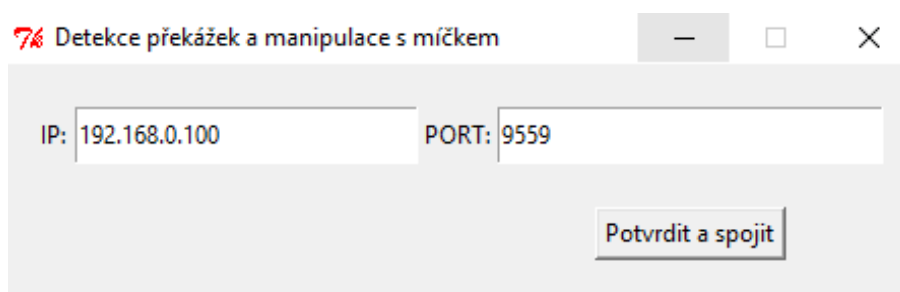 Detekce překážek a manipulace s míčkem
IP: 192.168.0.100 PORT: 9559
Potvrdit a spojit